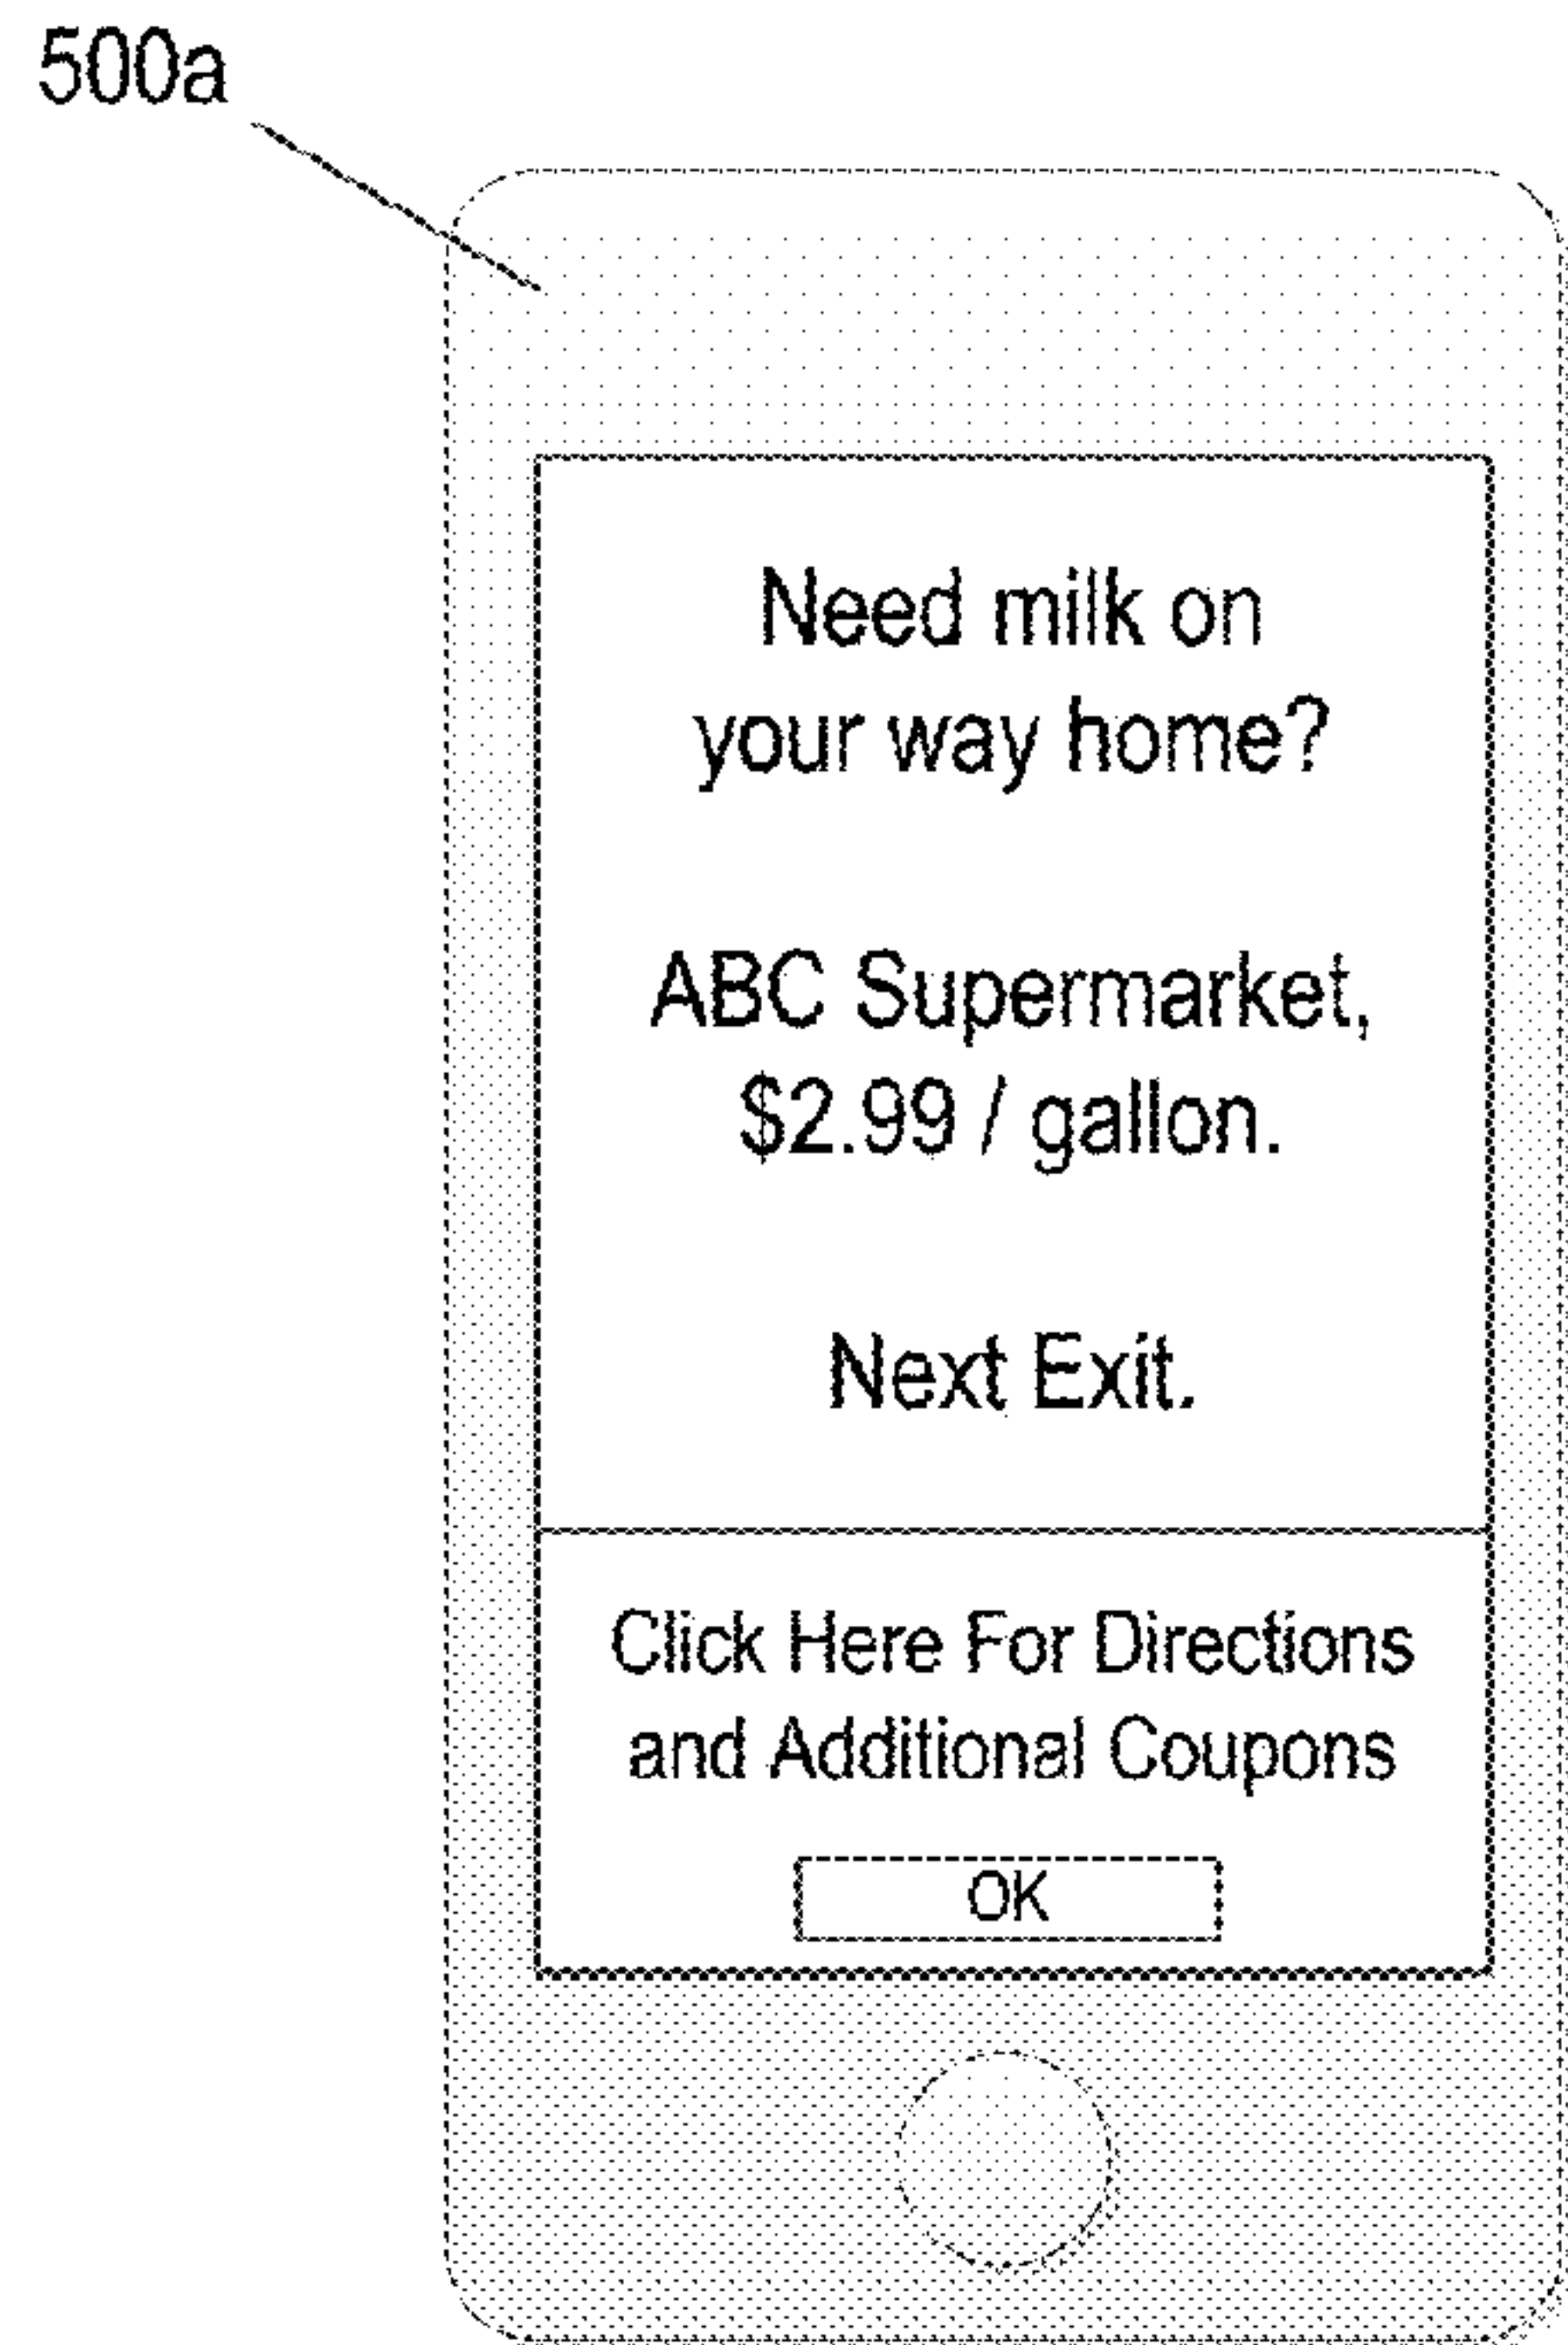 500a
Need milk on
your way home?
ABC Supermarket,
$2.99 / gallon.
Next Exit.
Click Here For Directions
and Additional Coupons
OK